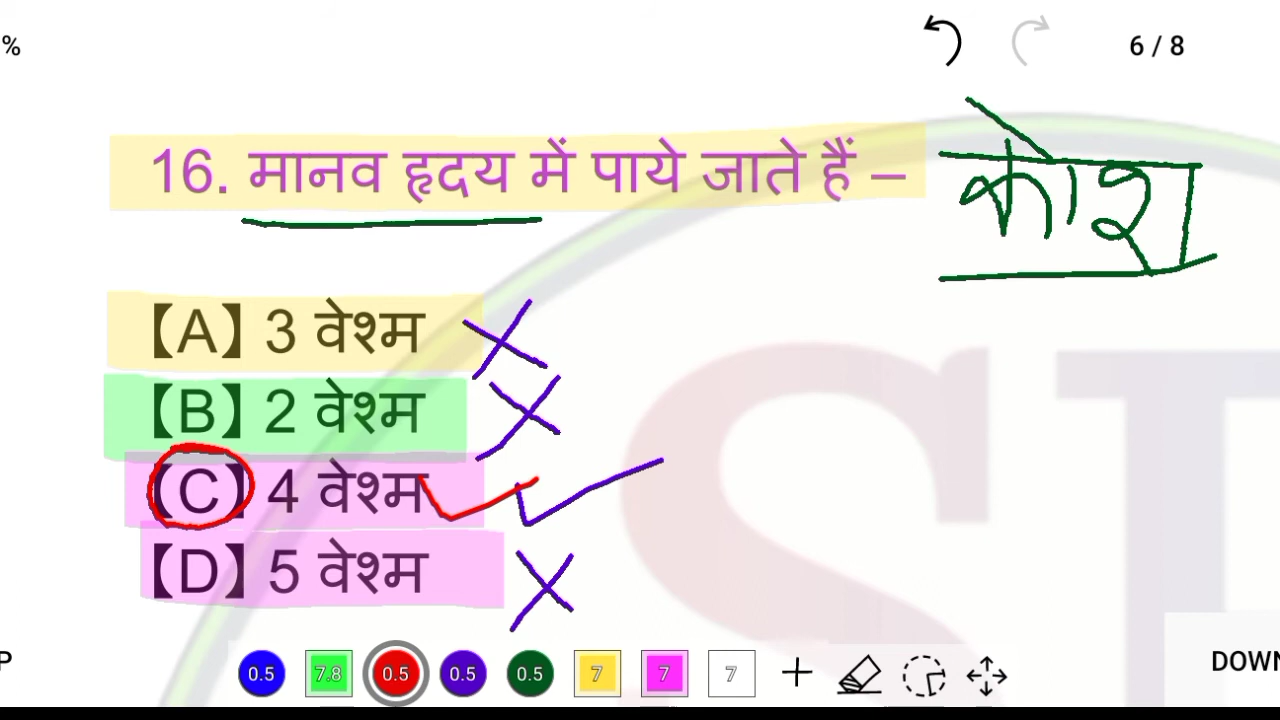 %
6 / 8
16. मानव हृदय में पाये जाते हैं –
कोश
【A】 3 वेश्म
【B】 2 वेश्म
【C】 4 वेश्म
【D】 5 वेश्म
P
0.5 7.8 0.5 0.5 0.5 7 7 7
DOWN